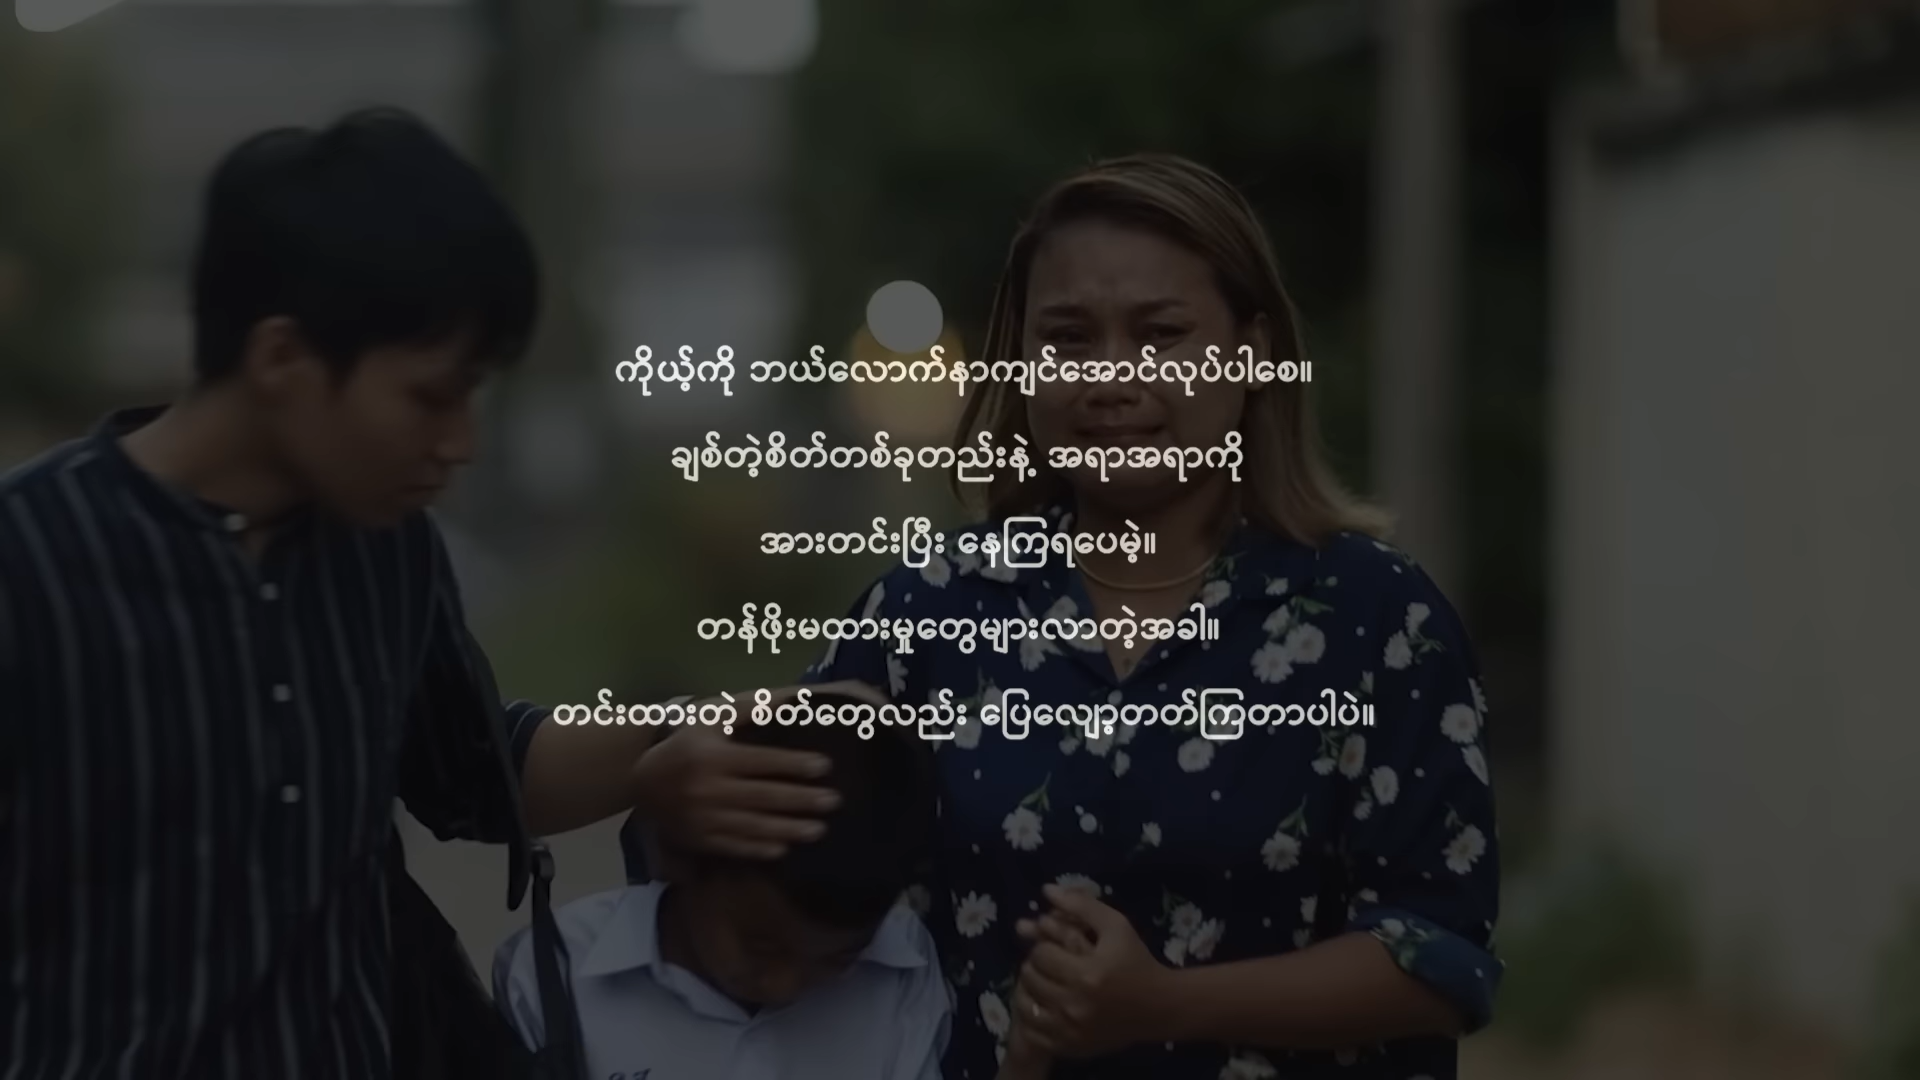 ကိုယ့်ကို ဘယ်လောက်နာကျင်အောင်လုပ်ပါစေ။
ချစ်တဲ့စိတ်တစ်ခုတည်းနဲ့ အရာအရာကို
အားတင်းပြီး နေကြရပေမဲ့။
တန်ဖိုးမထားမှုတွေများလာတဲ့အခါ။
တင်းထားတဲ့ စိတ်တွေလည်း ပြေလျော့တတ်ကြတာပါပဲ။